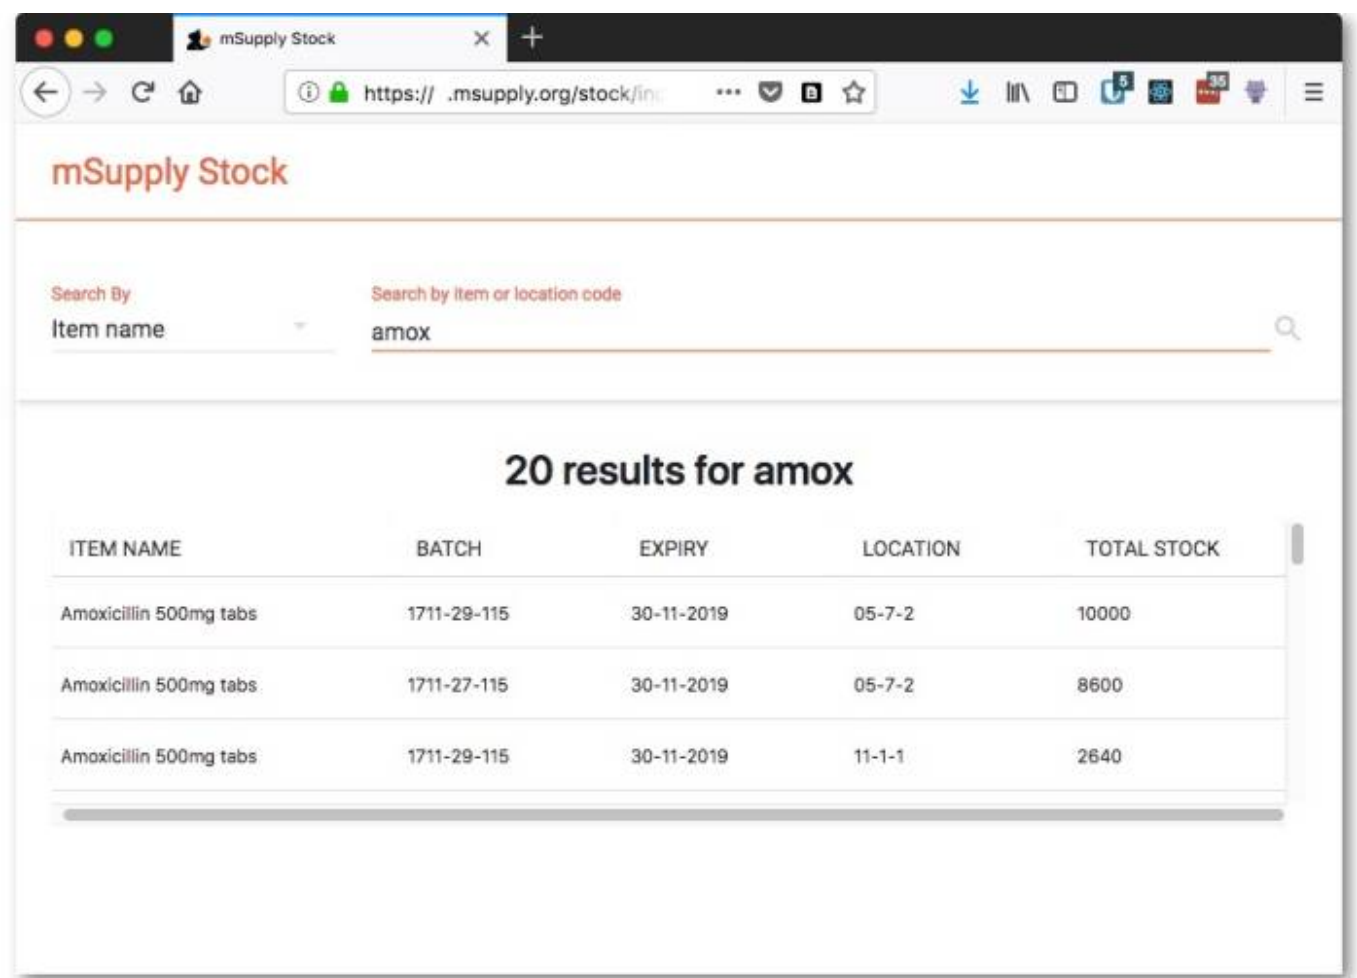 mSupply Stock
https:// .msupply.org/stock/in
5
35
mSupply Stock
Search By
Search by item or location code
Item name
amox
20 results for amox
ITEM NAME BATCH EXPIRY LOCATION TOTAL STOCK
Amoxicillin 500mg tabs 1711-29-115 30-11-2019 05-7-2 10000
Amoxicillin 500mg tabs 1711-27-115 30-11-2019 05-7-2 8600
Amoxicillin 500mg tabs 1711-29-115 30-11-2019 11-1-1 2640